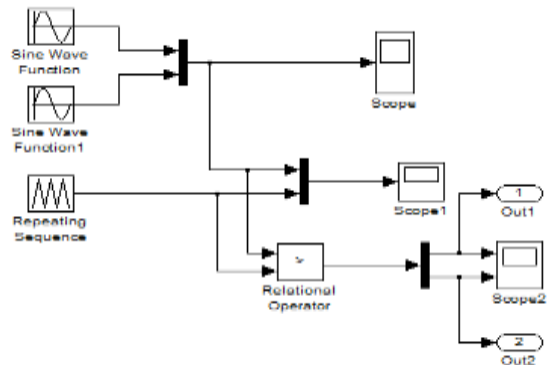 Sine Wave
Function
Scope
Sine Wave
Function1
Repeating
Sequence
Scope1
1
Out1
Relational
Operator
Scope2
2
Out2